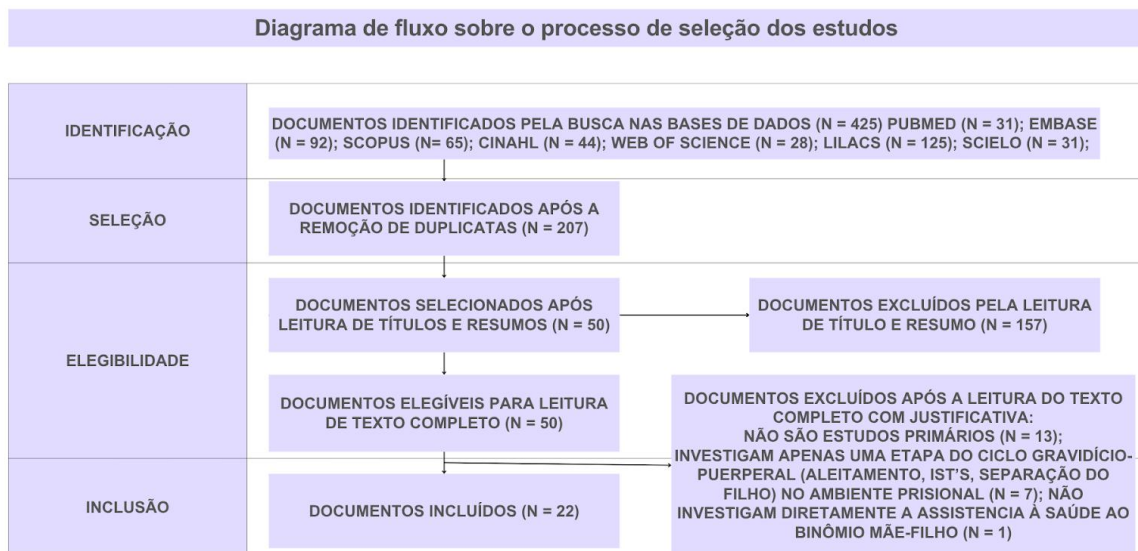 Diagrama de fluxo sobre o processo de seleção dos estudos
IDENTIFICAÇÃO
DOCUMENTOS IDENTIFICADOS PELA BUSCA NAS BASES DE DADOS (N = 425) PUBMED (N = 31); EMBASE
(N = 92); SCOPUS (N= 65); CINAHL (N = 44); WEB OF SCIENCE (N = 28); LILACS (N = 125); SCIELO (N = 31);
SELEÇÃO
DOCUMENTOS IDENTIFICADOS APÓS A
REMOÇÃO DE DUPLICATAS (N = 207)
ELEGIBILIDADE
DOCUMENTOS SELECIONADOS APÓS
LEITURA DE TÍTULOS E RESUMOS (N = 50)
DOCUMENTOS EXCLUÍDOS PELA LEITURA
DE TÍTULO E RESUMO (N = 157)
DOCUMENTOS ELEGÍVEIS PARA LEITURA
DE TEXTO COMPLETO (N = 50)
DOCUMENTOS EXCLUÍDOS APÓS A LEITURA DO TEXTO
COMPLETO COM JUSTIFICATIVA:
NÃO SÃO ESTUDOS PRIMÁRIOS (N = 13);
INVESTIGAM APENAS UMA ETAPA DO CICLO GRAVIDÍCIO-
PUERPERAL (ALEITAMENTO, IST'S, SEPARAÇÃO DO
FILHO) NO AMBIENTE PRISIONAL (N = 7); NÃO
INVESTIGAM DIRETAMENTE A ASSISTENCIA À SAÚDE AO
BINÔMIO MÃE-FILHO (N = 1)
INCLUSÃO
DOCUMENTOS INCLUÍDOS (N = 22)